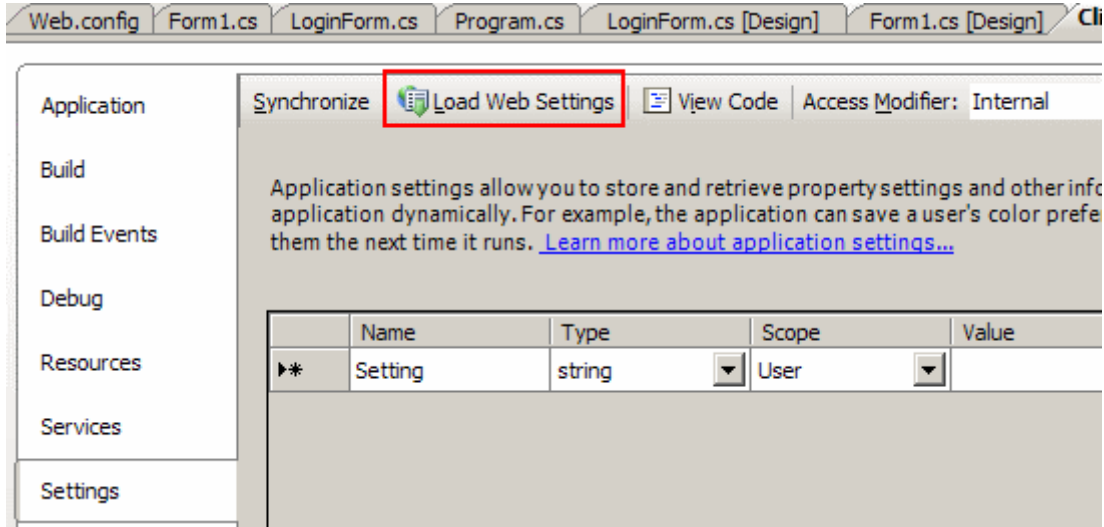 Web.config Form1.cs LoginForm.cs Program.cs LoginForm.cs [Design] Form1.cs [Design] Cli
Application
Synchronize Load Web Settings View Code Access Modifier: Internal
Build
Application settings allow you to store and retrieve property settings and other info
application dynamically. For example, the application can save a user's color prefe
Build Events
them the next time it runs. Learn more about application settings...
Debug
Name Type Scope Value
Resources
Setting string User
Services
Settings